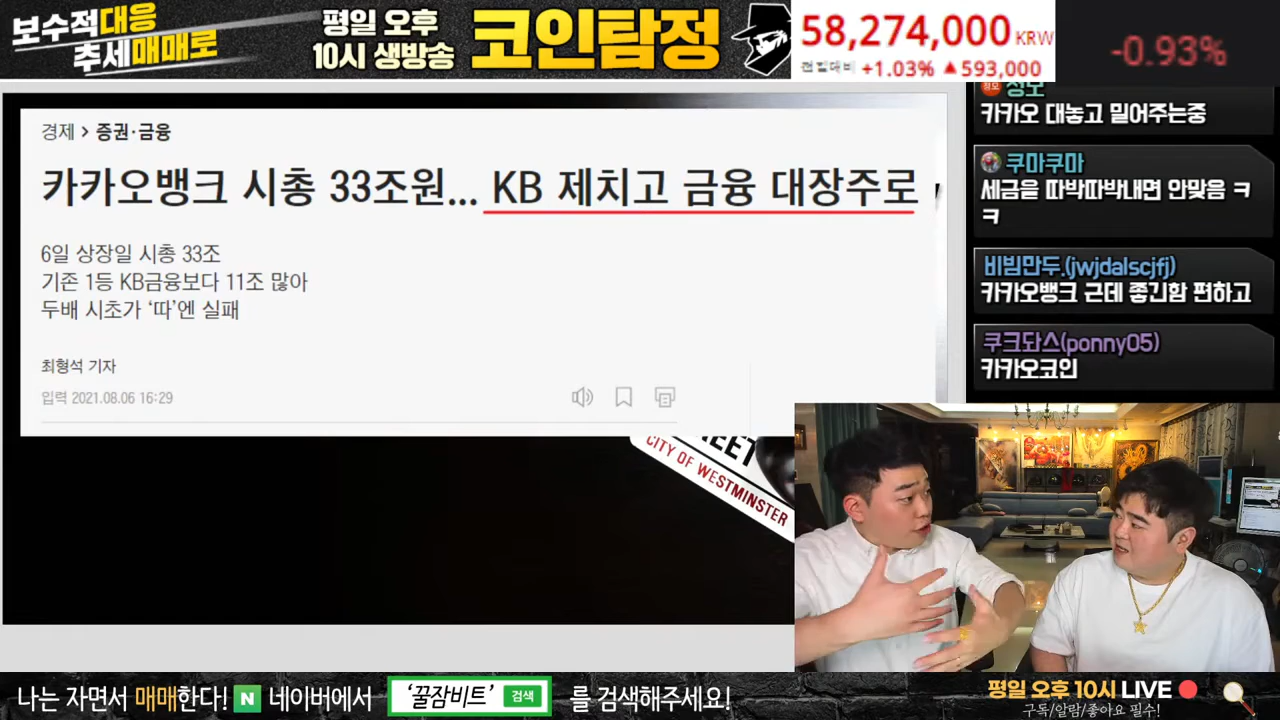 보수적대응
추세매매로
평일 오후
10시 생방송
코인탐정
58,274,000 KRW
전일대비 +1.03% ▲593,000
-0.93%
경제 > 증권·금융
카카오뱅크 시총 33조원... KB 제치고 금융 대장주로
6일 상장일 시총 33조
기존 1등 KB금융보다 11조 많아
두배 시초가 ‘따’엔 실패
최형석 기자
입력 2021.08.06 16:29
CITY OF WESTMINSTER
카카오 대놓고 밀어주는중
쿠마쿠마
세금을 따박따박내면 안맞음 ㅋ
ㅋ
비빔만두.(jwjdalscjfj)
카카오뱅크 근데 좋긴함 편하고
쿠크돠스(ponny05)
카카오코인
나는 자면서 매매한다! N 네이버에서 ‘꿀잠비트’ 검색 를 검색해주세요!
평일 오후 10시 LIVE
구독/알람/좋아요 필수!